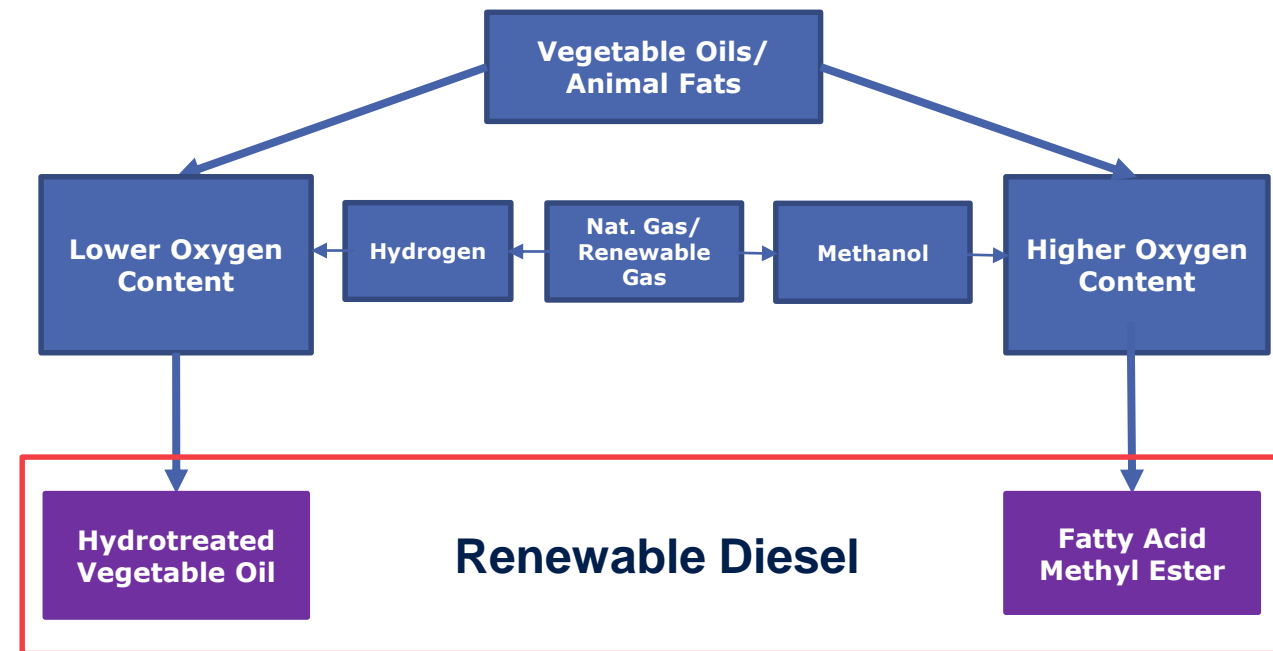 Vegetable Oils/
Animal Fats
Lower Oxygen
Content
Hydrogen
Nat. Gas/
Renewable
Gas
Methanol
Higher Oxygen
Content
Hydrotreated
Vegetable Oil
Renewable Diesel
Fatty Acid
Methyl Ester